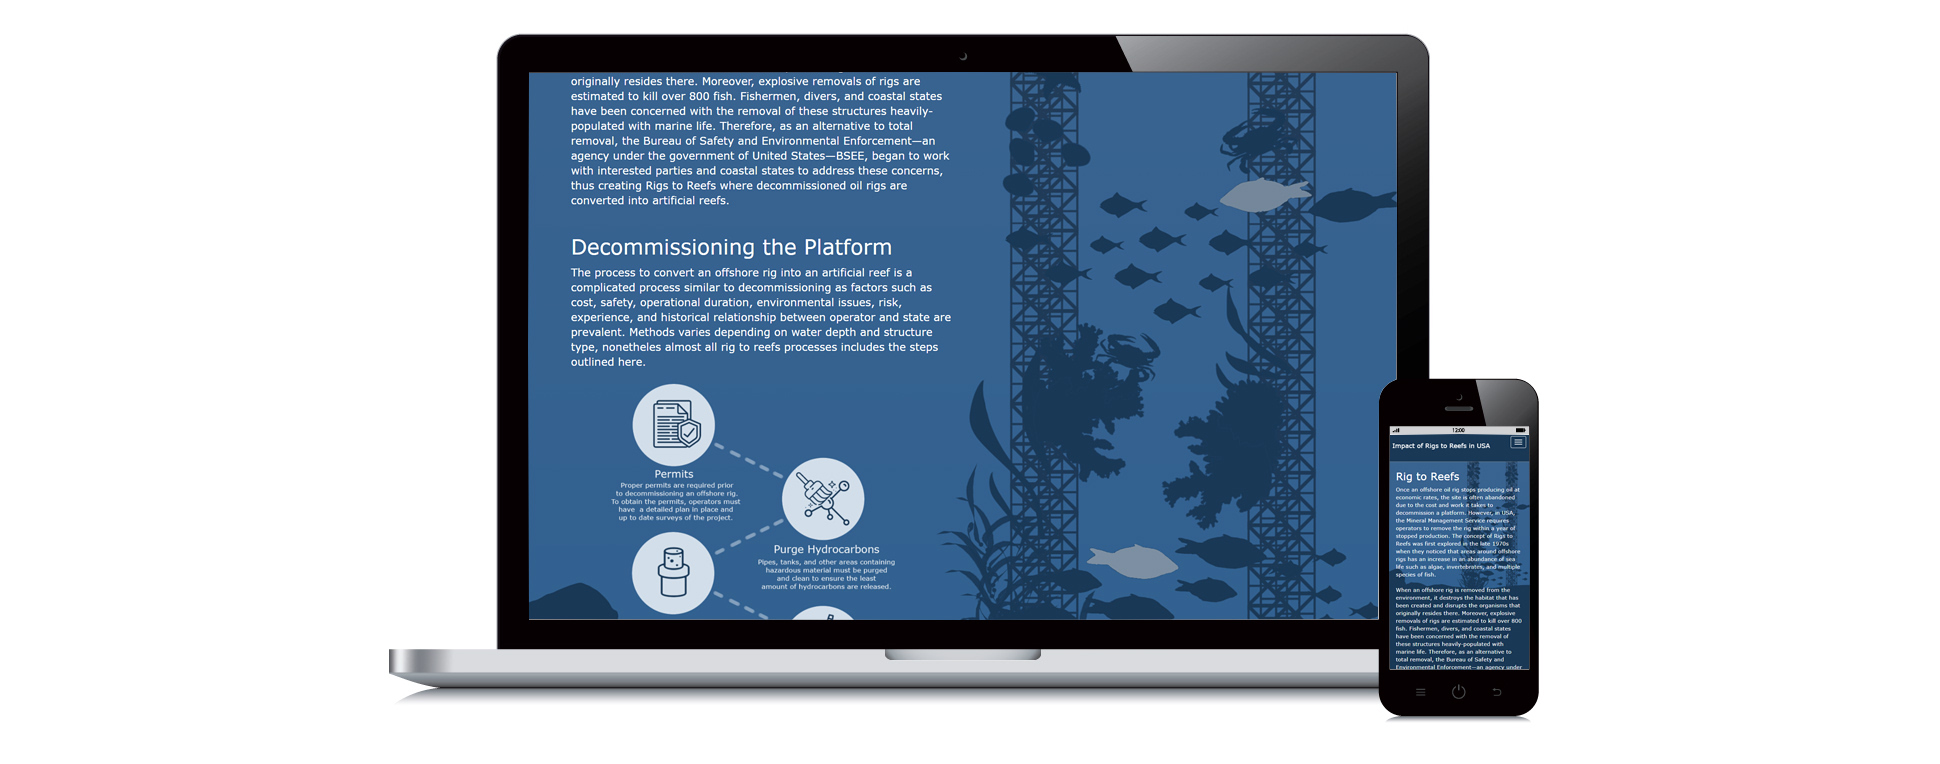 originally resides there. Moreover, explosive removals of rigs are
estimated to kill over 800 fish. Fishermen, divers, and coastal states
have been concerned with the removal of these structures heavily-
populated with marine life. Therefore, as an alternative to total
removal, the Bureau of Safety and Environmental Enforcement—an
agency under the government of United States—BSEE, began to work
with interested parties and coastal states to address these concerns,
thus creating Rigs to Reefs where decommissioned oil rigs are
converted into artificial reefs.
Decommissioning the Platform
The process to convert an offshore rig into an artificial reef is a
complicated process similar to decommissioning as factors such as
cost, safety, operational duration, environmental issues, risk,
experience, and historical relationship between operator and state are
prevalent. Methods varies depending on water depth and structure
type, nonetheles almost all rig to reefs processes includes the steps
outlined here.
Permits
Proper permits are required prior
to decommissioning an offshore rig.
To obtain the permits, operators must
have a detailed plan in place and
up to date surveys of the project.
Purge Hydrocarbons
Pipes, tanks, and other areas containing
hazardous material must be purged
and clean to ensure the least
amount of hydrocarbons are released.
12:00
Impact of Rigs to Reefs in USA
Rig to Reefs
Once an offshore oil rig stops producing oil at
economic rates, the site is often abandoned
due to the cost and work it takes to
decommission a platform. However, in USA,
the Mineral Management Service requires
operators to remove the rig within a year of
stopped production. The concept of Rigs to
Reefs was first explored in the late 1970s
when they noticed that areas around offshore
rigs has an increase in an abundance of sea
life such as algae, invertebrates, and multiple
species of fish.
When an offshore rig is removed from the
environment, it destroys the habitat that has
been created and disrupts the organisms that
originally resides there. Moreover, explosive
removals of rigs are estimated to kill over 800
fish. Fishermen, divers, and coastal states
have been concerned with the removal of
these structures heavily-populated with
marine life. Therefore, as an alternative to
total removal, the Bureau of Safety and
Environmental Enforcement—an agency under